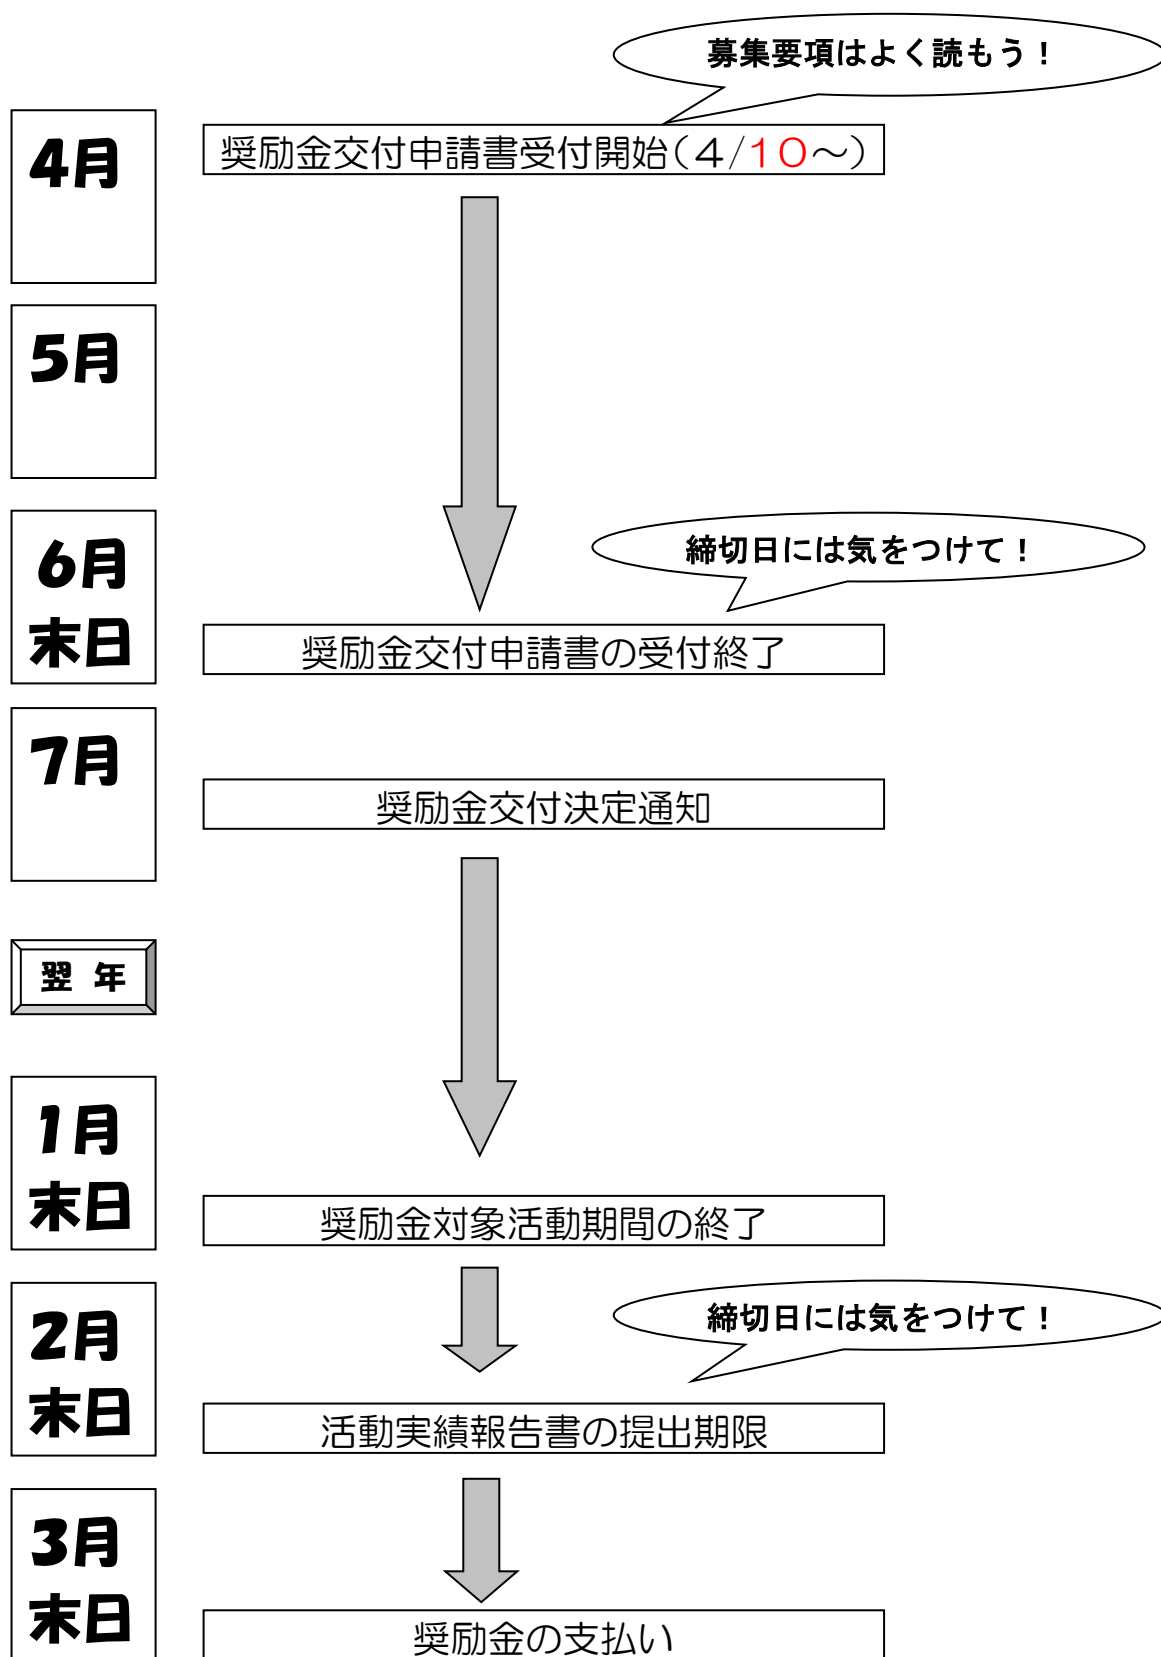 募集要項はよく読もう！
4月
奨励金交付申請書受付開始（４/１０～）
5月
6月
末日
締切日には気をつけて！
奨励金交付申請書の受付終了
7月
奨励金交付決定通知
翌 年
1月
末日
奨励金対象活動期間の終了
2月
末日
締切日には気をつけて！
活動実績報告書の提出期限
3月
末日
奨励金の支払い